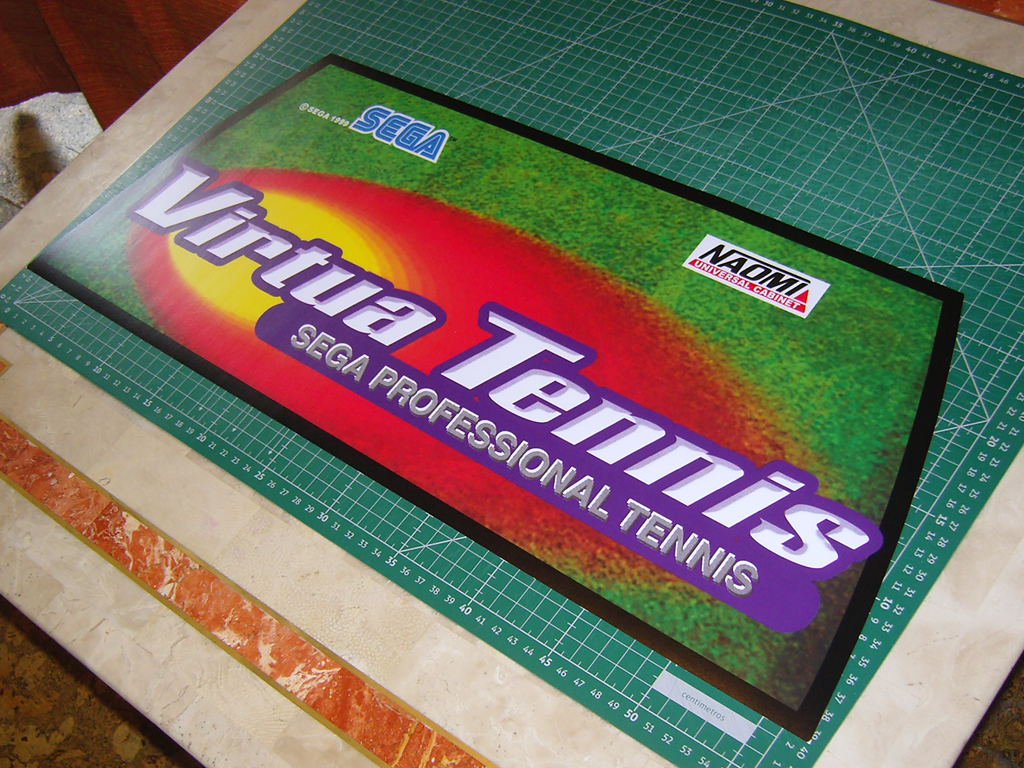 © SEGA 1999 SEGA
NAOMI
UNIVERSAL CABINET
Virtua Tennis
SEGA PROFESSIONAL TENNIS
centimetros